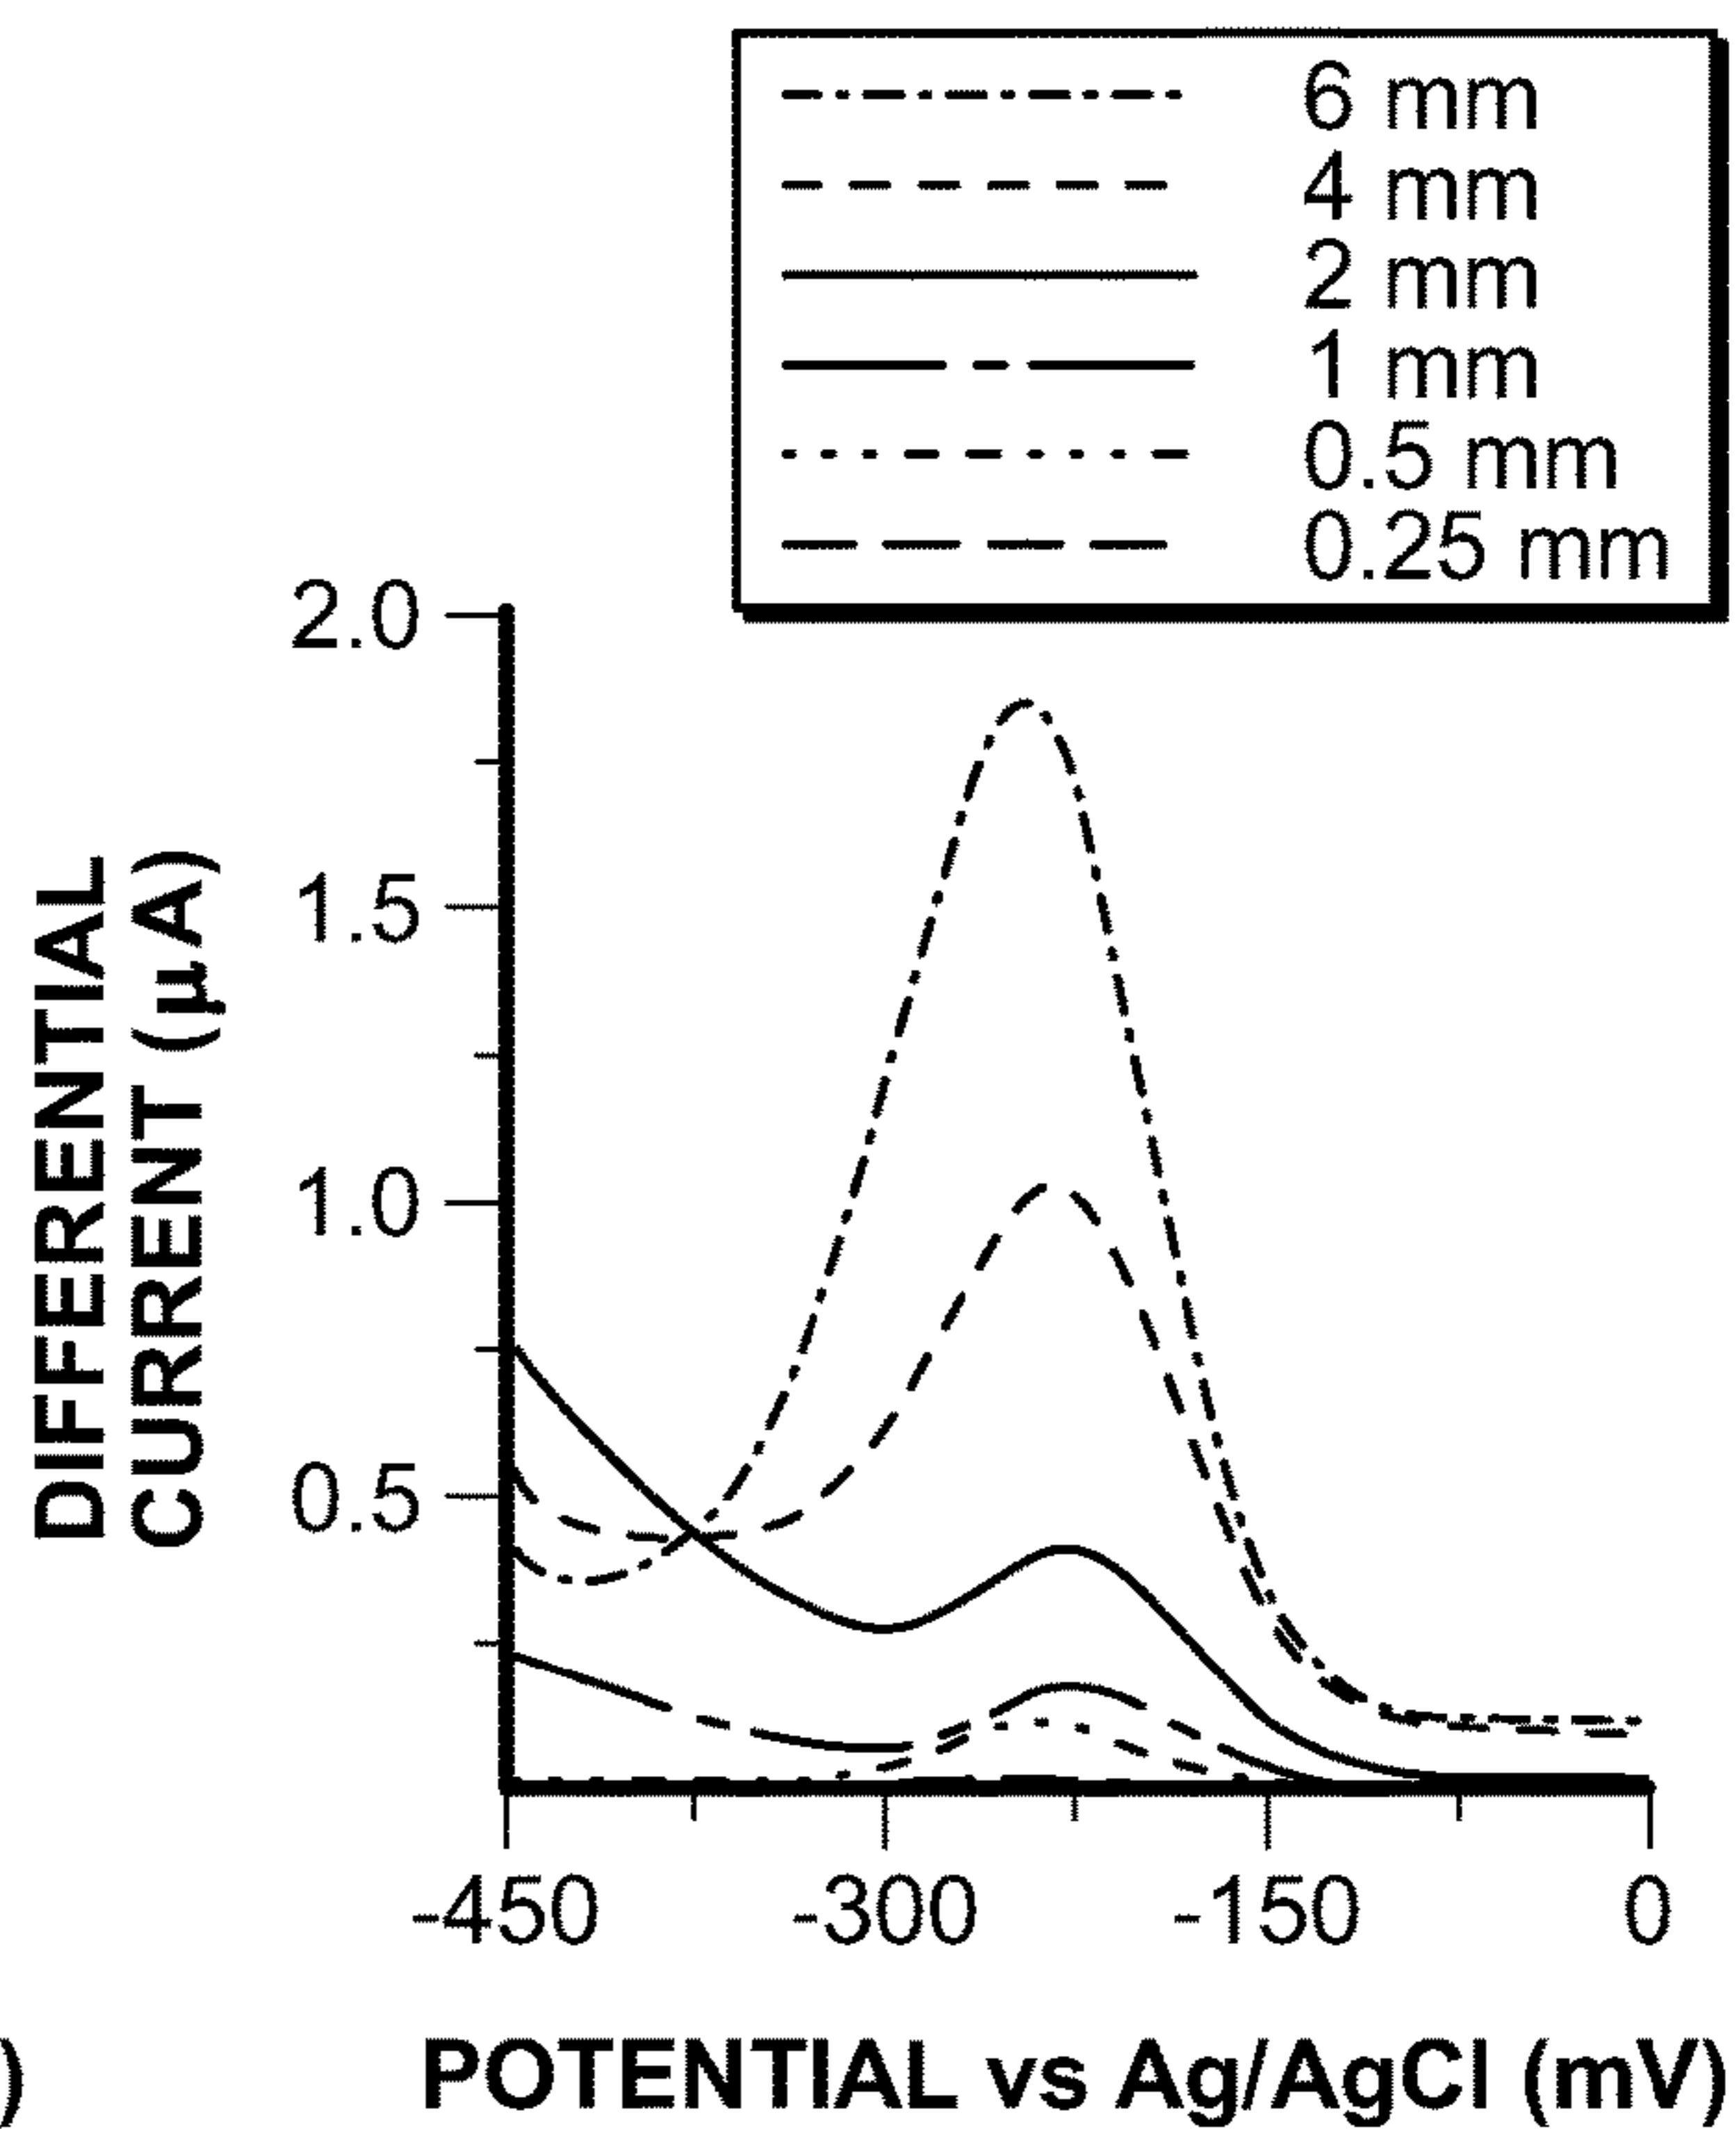 6 mm
4 mm
2 mm
1 mm
0.5 mm
0.25 mm
2.0
1.5
1.0
0.5
DIFFERENTIAL
CURRENT (µA)
-450
-300
-150
0
)
POTENTIAL vs Ag/AgCl (mV)